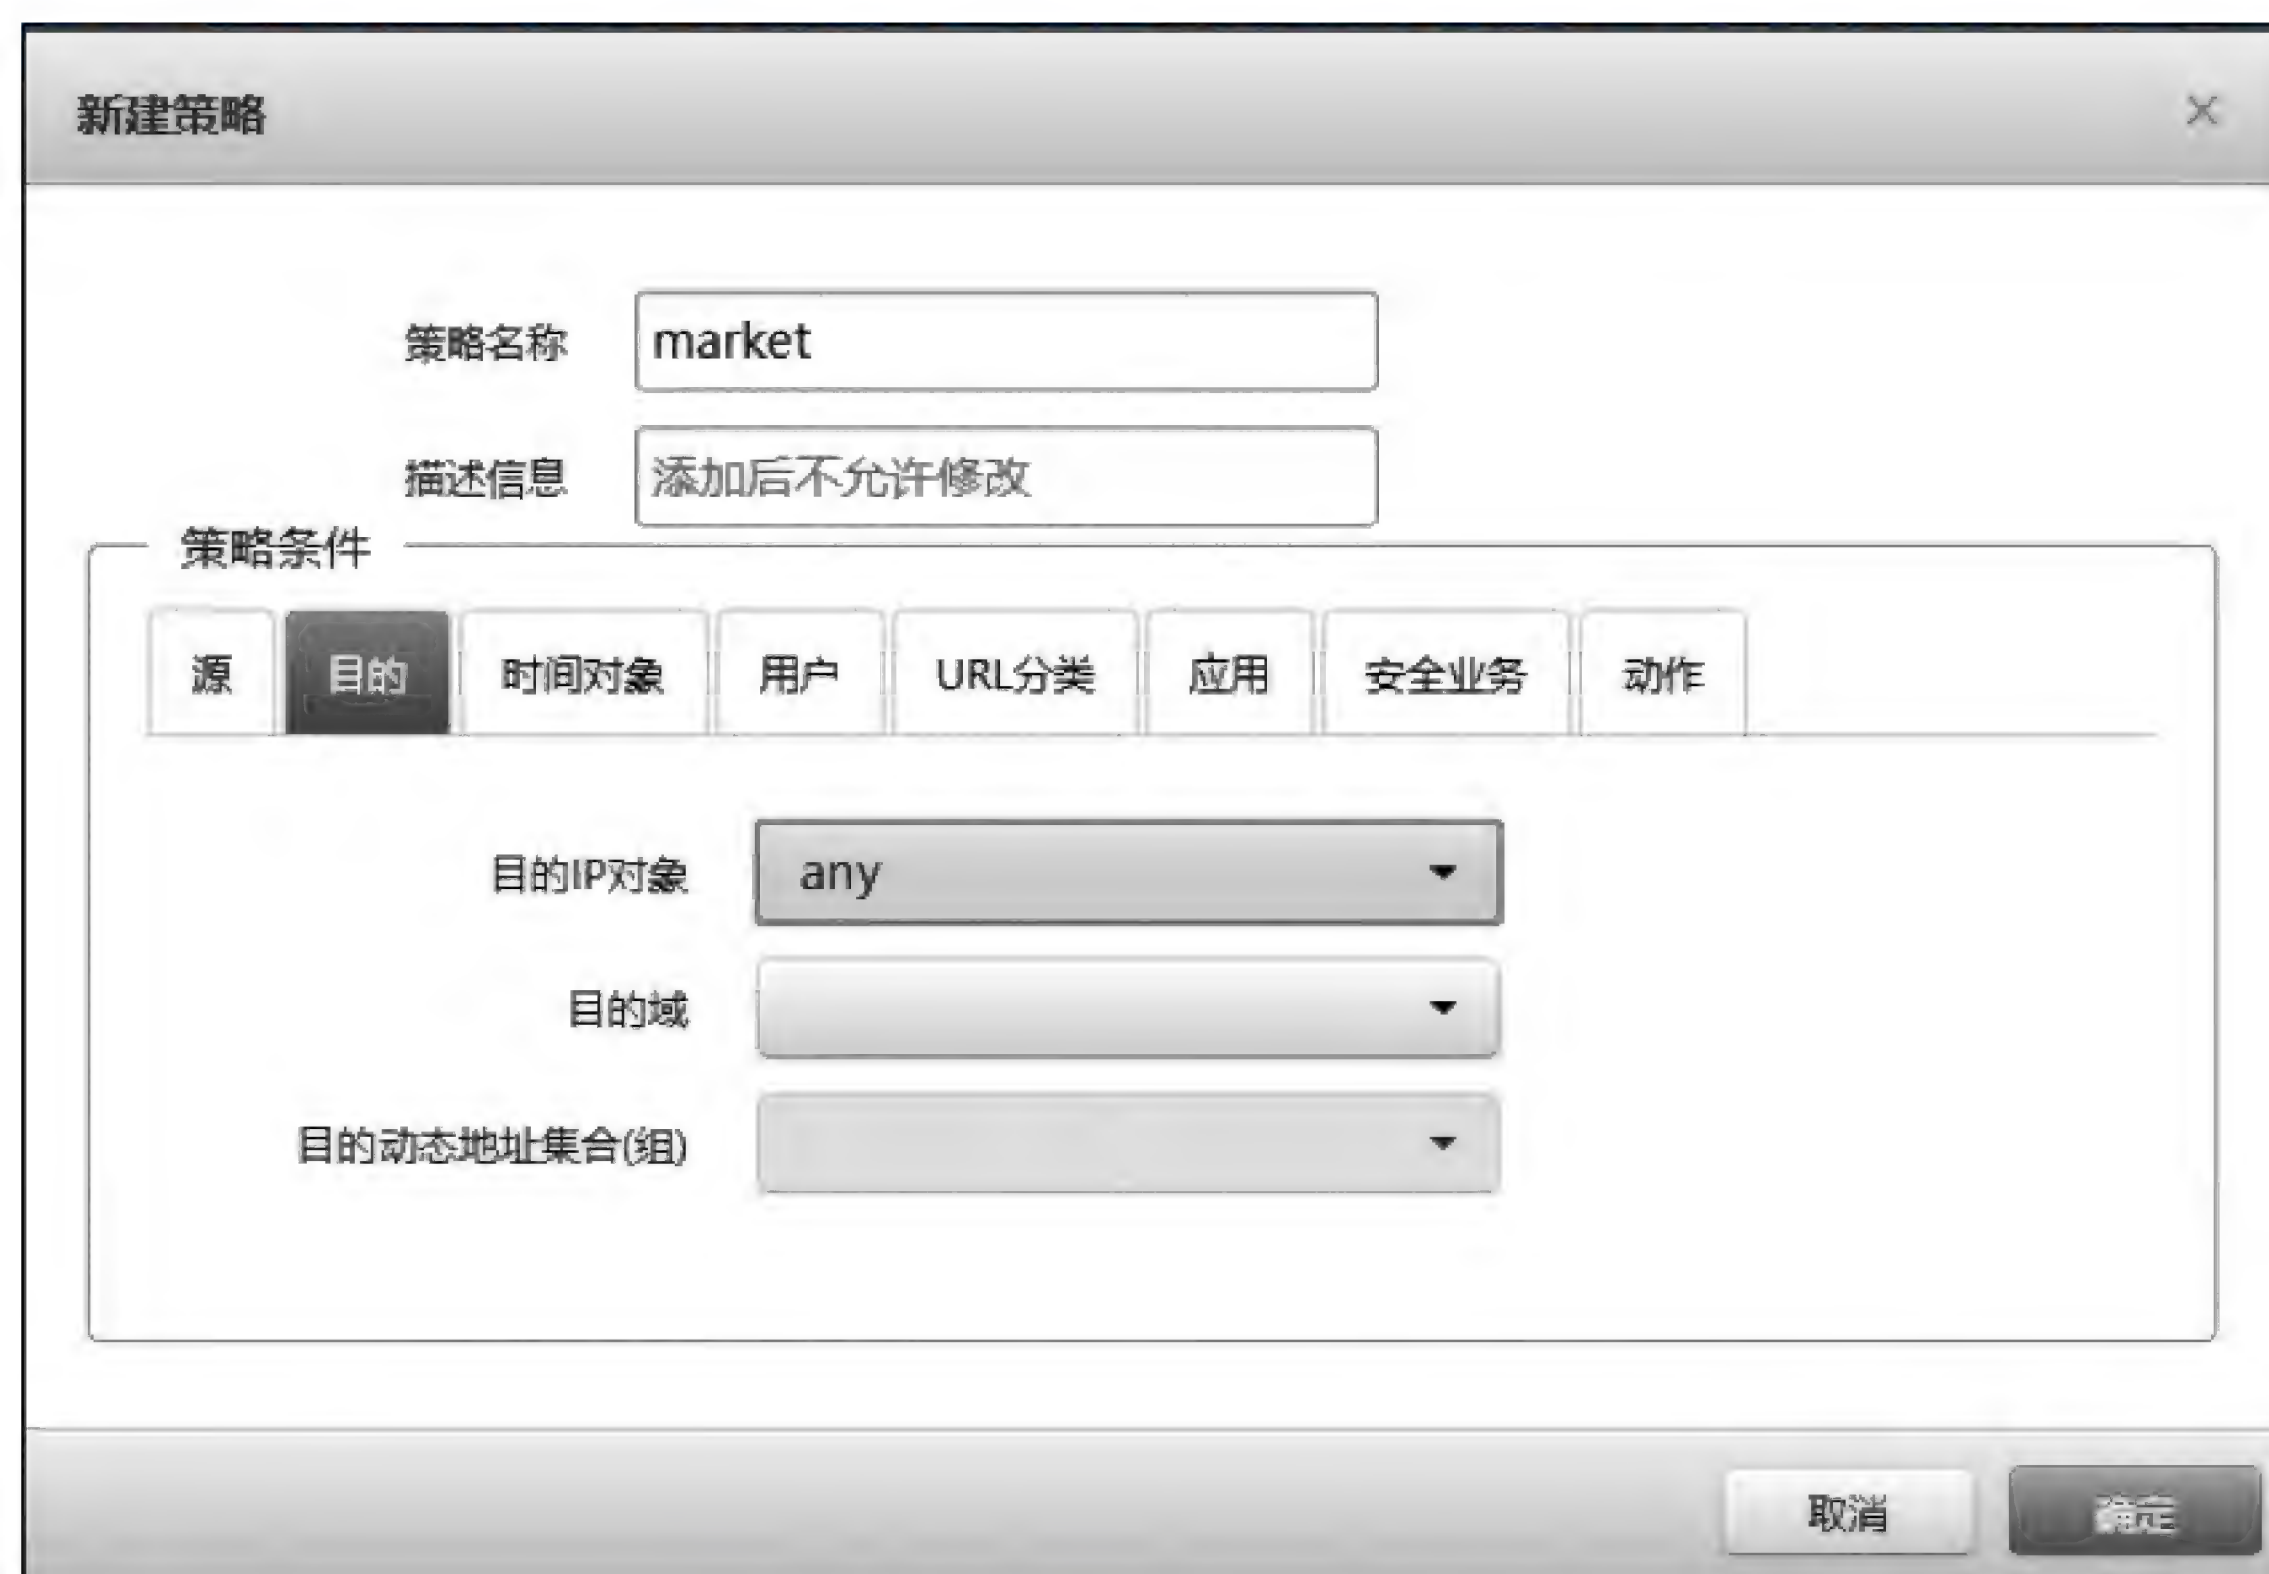 新建策略
策略名称 market
描述信息 添加后不允许修改
策略条件
源 目的 时间对象 用户 URL分类 应用 安全业务 动作
目的IP对象 any
目的域
目的动态地址集合(组)
取消 确定